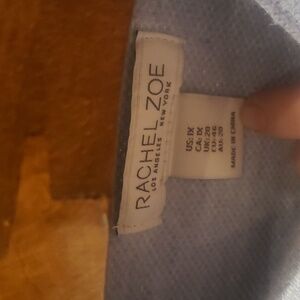 RACHEL ZOE
LOS ANGELES NEW YORK
US: 1X
CA: 1X
UK: 20
EU: 46
AU: 20
MADE IN CHINA